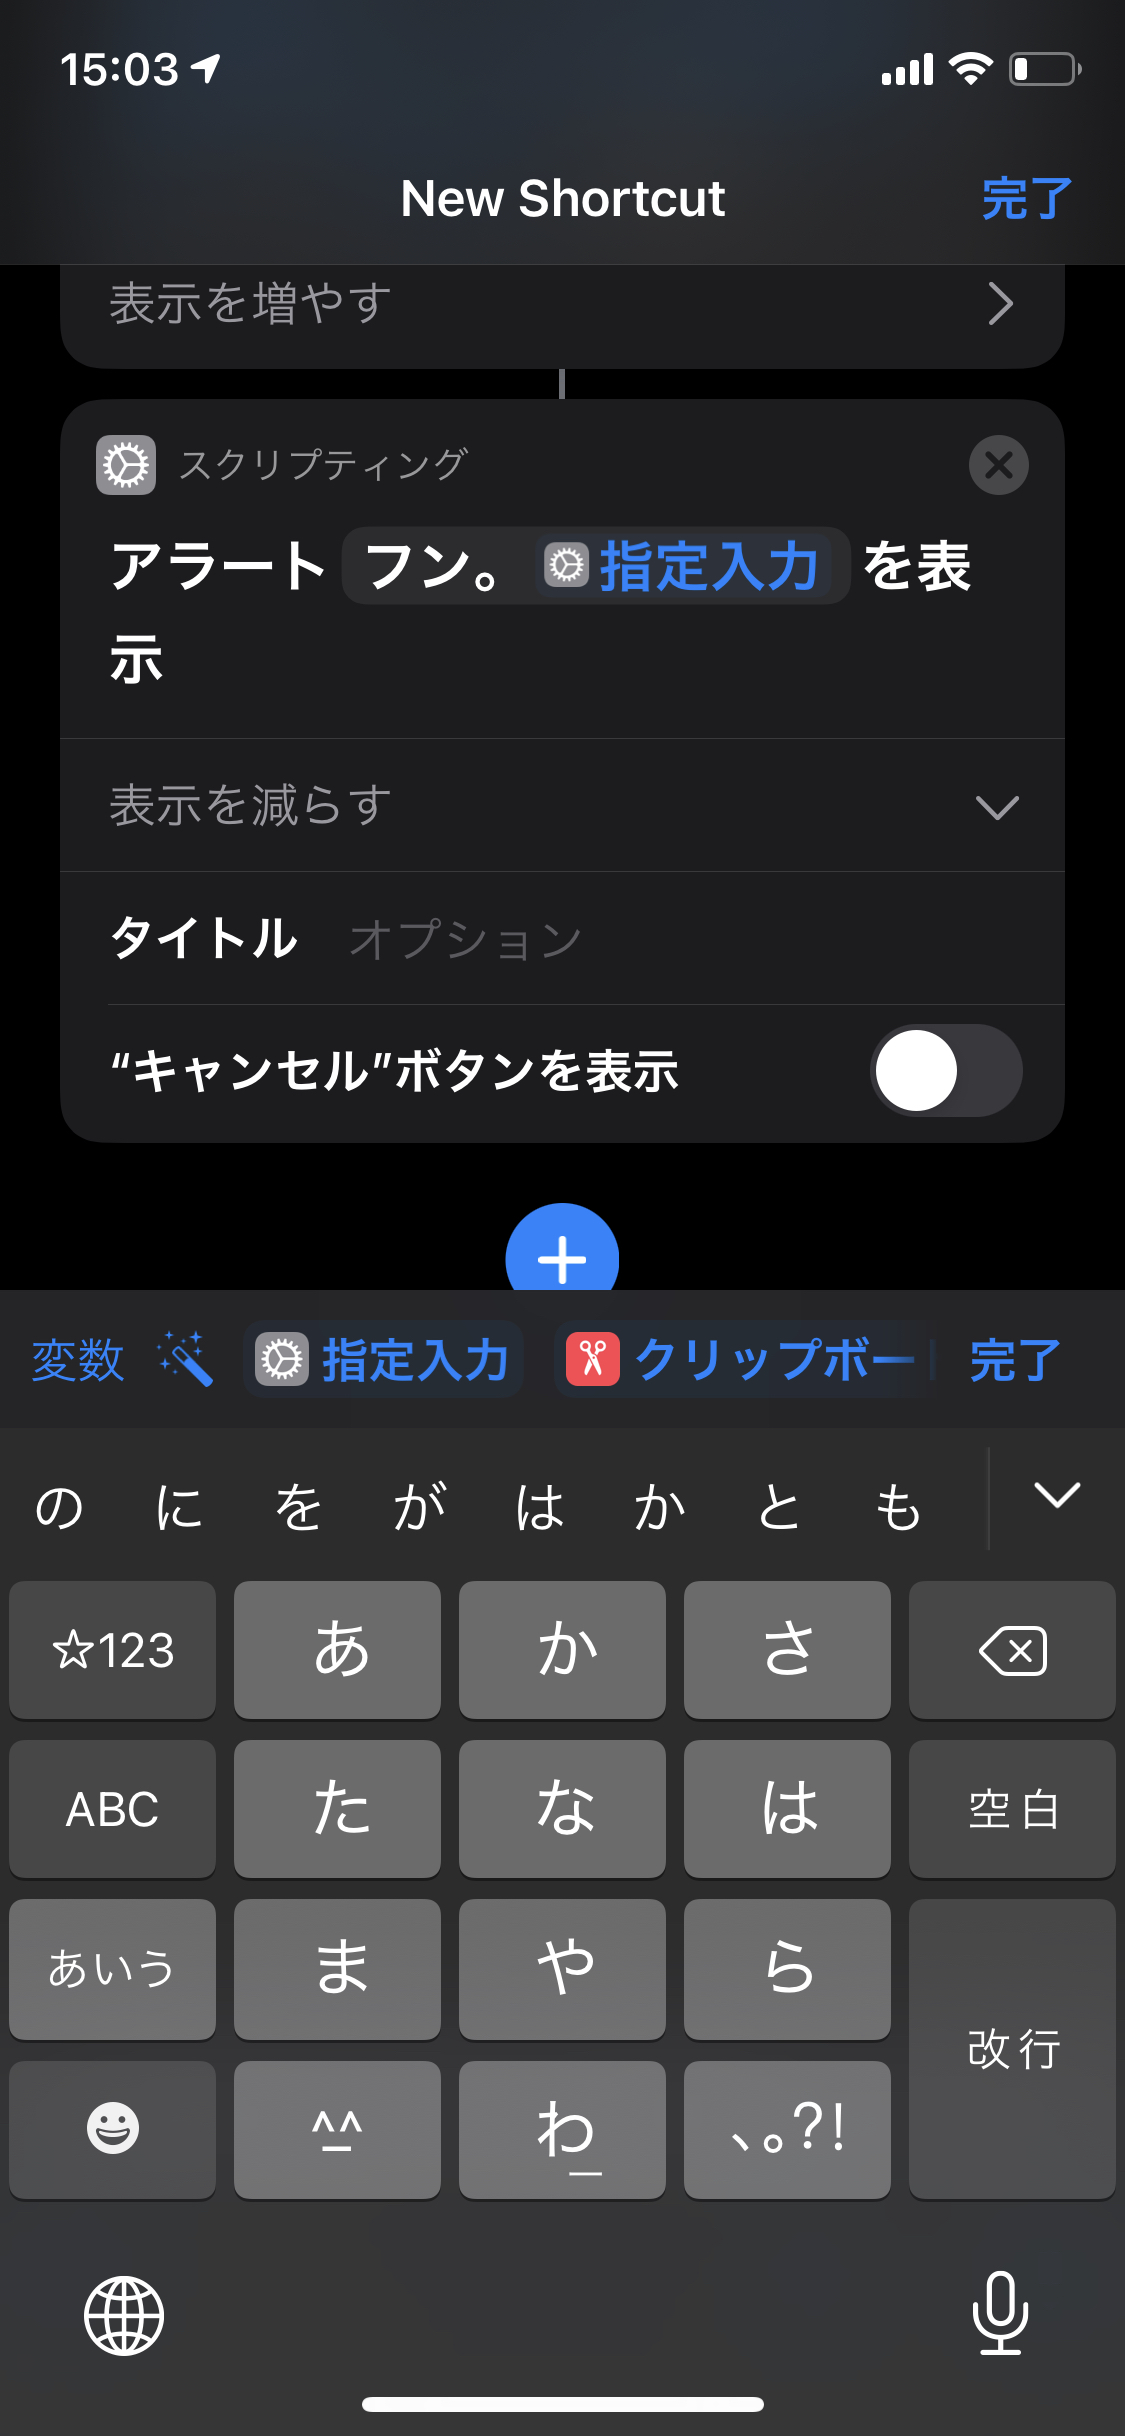 15:03
New Shortcut
完了
表示を増やす
スクリプティング
アラート フン。 指定入力 を表
示
表示を減らす
タイトル オプション
“キャンセル”ボタンを表示
変数 指定入力 クリップボー 完了
の に を が は か と も
☆123 あ か さ
ABC た な は 空白
あいう ま や ら
改行
^_^ わ_ 、。?!